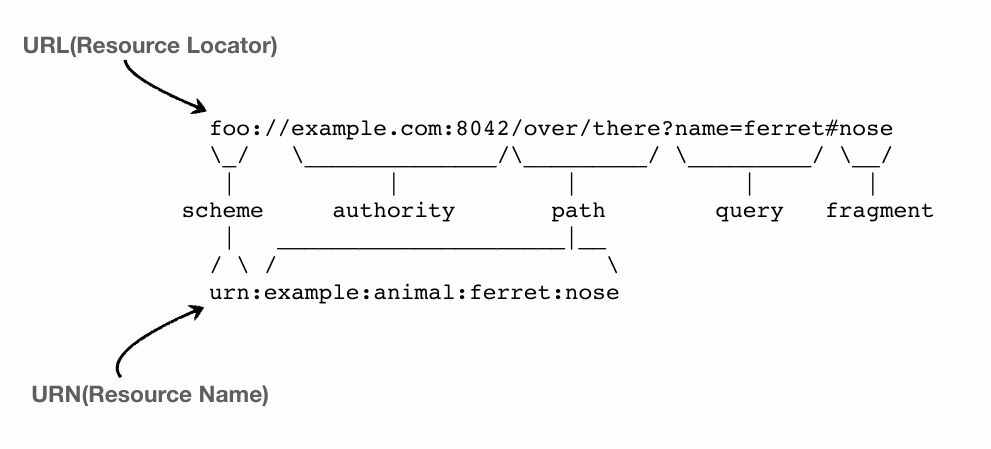 URL(Resource Locator)
foo://example.com:8042/over/there?name=ferret#nose
scheme authority path query fragment
urn:example:animal:ferret:nose
URN(Resource Name)